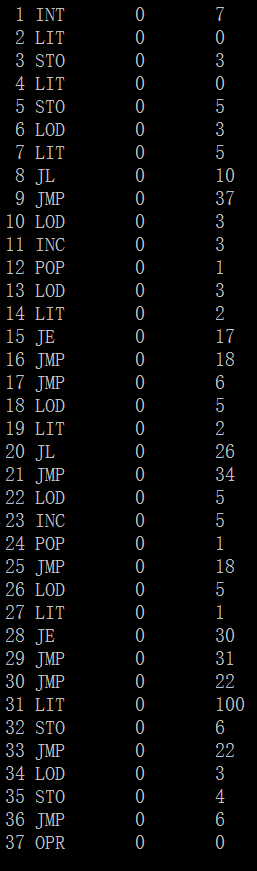 1 INT 0 7
2 LIT 0 0
3 STO 0 3
4 LIT 0 0
5 STO 0 5
6 LOD 0 3
7 LIT 0 5
8 JL 0 10
9 JMP 0 37
10 LOD 0 3
11 INC 0 3
12 POP 0 1
13 LOD 0 3
14 LIT 0 2
15 JE 0 17
16 JMP 0 18
17 JMP 0 6
18 LOD 0 5
19 LIT 0 2
20 JL 0 26
21 JMP 0 34
22 LOD 0 5
23 INC 0 5
24 POP 0 1
25 JMP 0 18
26 LOD 0 5
27 LIT 0 1
28 JE 0 30
29 JMP 0 31
30 JMP 0 22
31 LIT 0 100
32 STO 0 6
33 JMP 0 22
34 LOD 0 3
35 STO 0 4
36 JMP 0 6
37 OPR 0 0